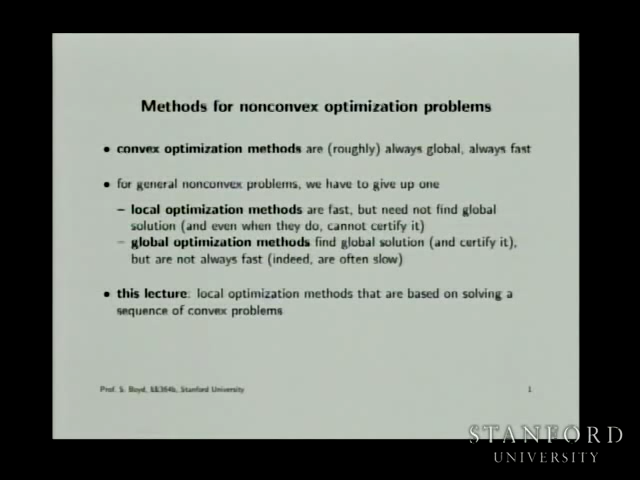 Methods for nonconvex optimization problems
• convex optimization methods are (roughly) always global, always fast
• for general nonconvex problems, we have to give up one
– local optimization methods are fast, but need not find global
solution (and even when they do, cannot certify it)
– global optimization methods find global solution (and certify it),
but are not always fast (indeed, are often slow)
• this lecture: local optimization methods that are based on solving a
sequence of convex problems
Prof. S. Boyd, EE364b, Stanford University 1
STANFORD
UNIVERSITY